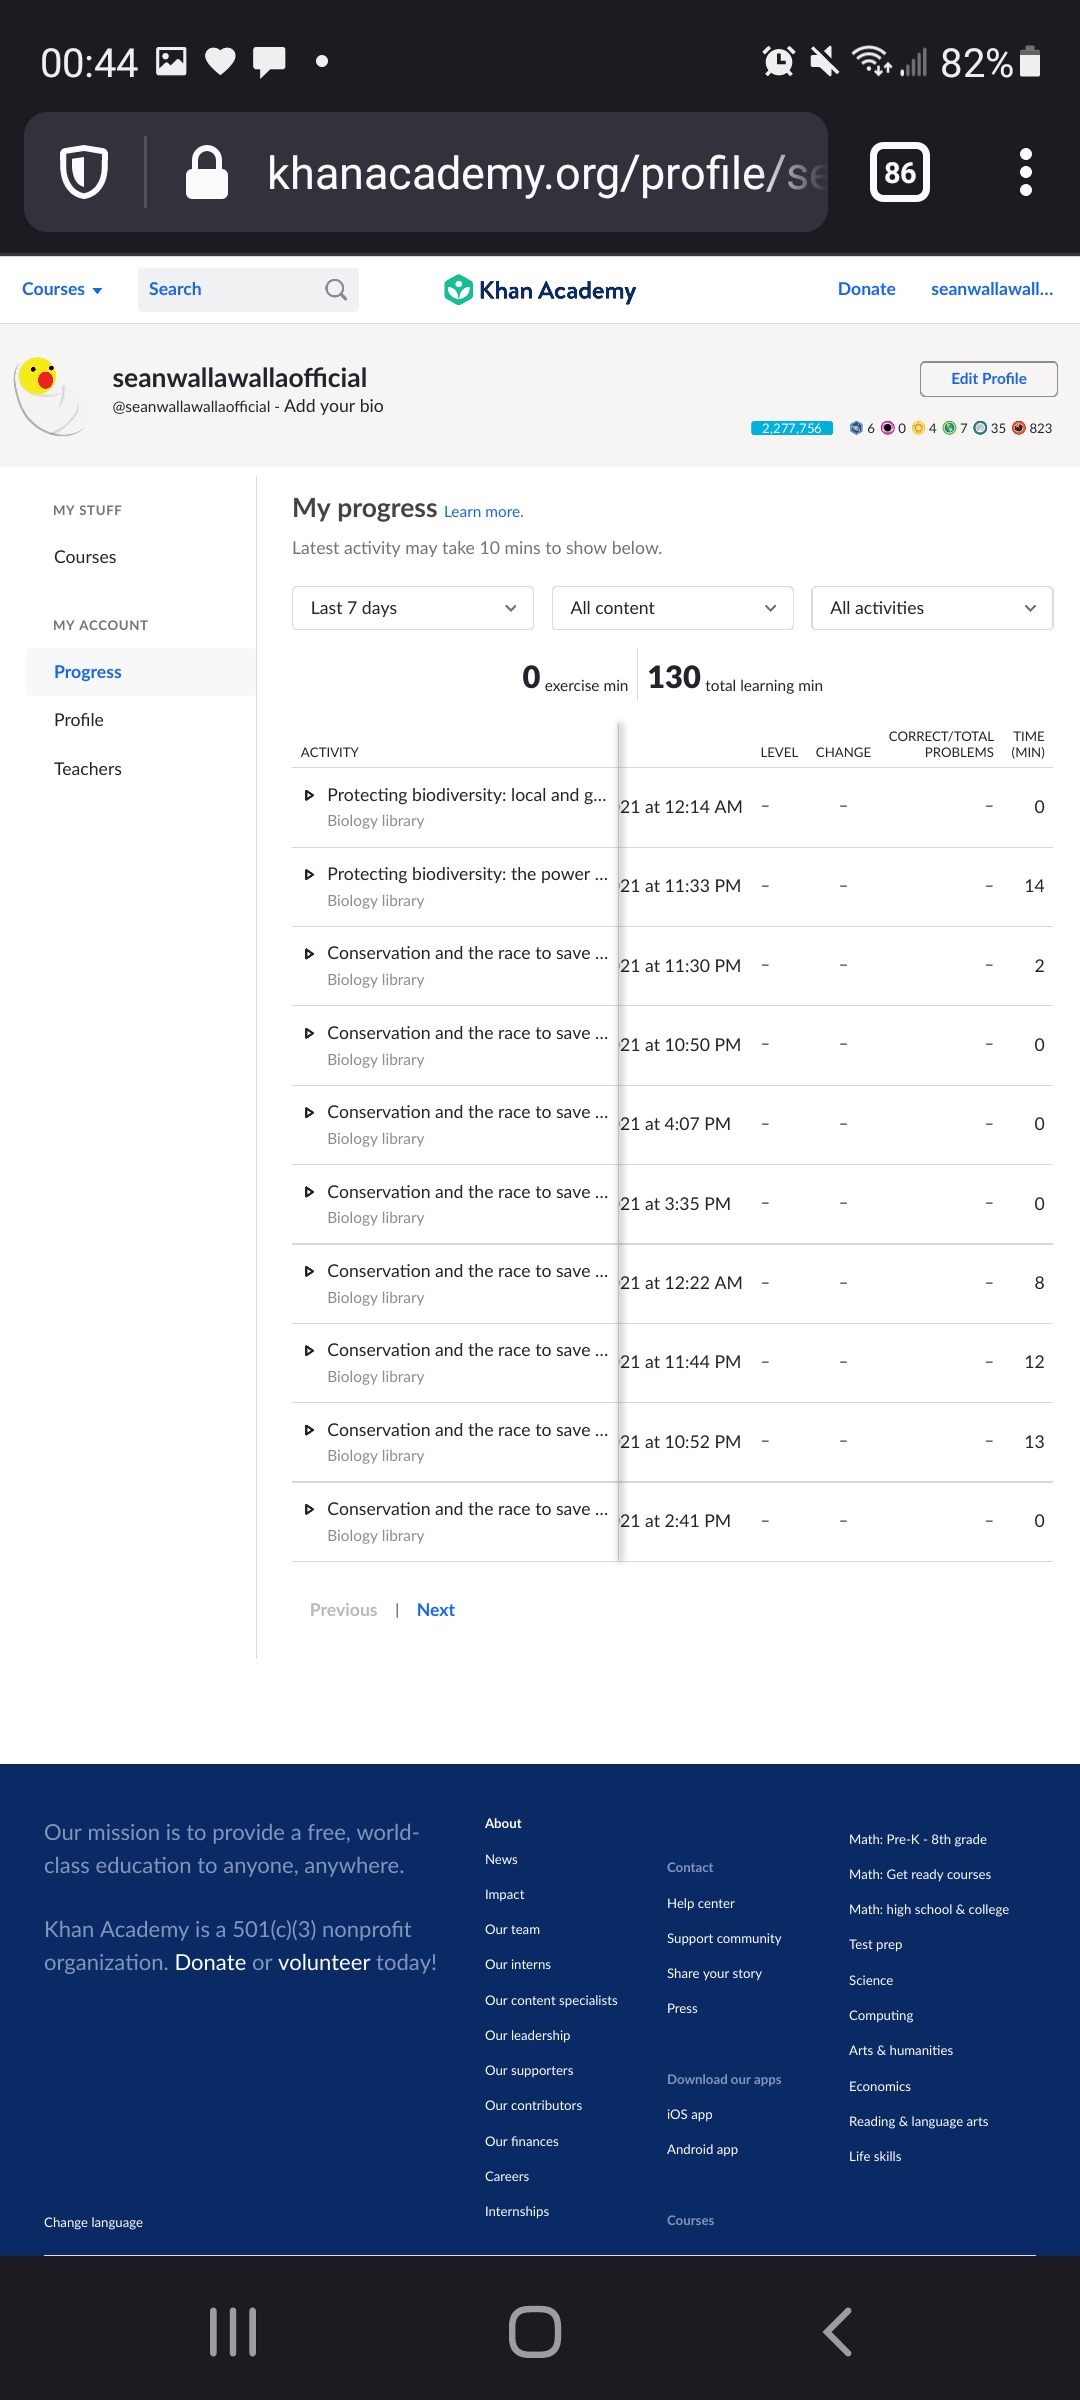 00:44
82%
khanacademy.org/profile/se
86
Courses
Search
Khan Academy
Donate
seanwallawall...
seanwallawallaofficial
@seanwallawallaofficial - Add your bio
Edit Profile
2,277,756 6 0 4 7 35 823
MY STUFF
Courses
MY ACCOUNT
Progress
Profile
Teachers
My progress Learn more.
Latest activity may take 10 mins to show below.
Last 7 days
All content
All activities
0 exercise min
130 total learning min
ACTIVITY LEVEL CHANGE CORRECT/TOTAL PROBLEMS TIME (MIN)
Protecting biodiversity: local and g... 21 at 12:14 AM – – – 0
Biology library
Protecting biodiversity: the power ... 21 at 11:33 PM – – – 14
Biology library
Conservation and the race to save ... 21 at 11:30 PM – – – 2
Biology library
Conservation and the race to save ... 21 at 10:50 PM – – – 0
Biology library
Conservation and the race to save ... 21 at 4:07 PM – – – 0
Biology library
Conservation and the race to save ... 21 at 3:35 PM – – – 0
Biology library
Conservation and the race to save ... 21 at 12:22 AM – – – 8
Biology library
Conservation and the race to save ... 21 at 11:44 PM – – – 12
Biology library
Conservation and the race to save ... 21 at 10:52 PM – – – 13
Biology library
Conservation and the race to save ... 21 at 2:41 PM – – – 0
Biology library
Previous | Next
Our mission is to provide a free, world-
class education to anyone, anywhere.
Khan Academy is a 501(c)(3) nonprofit
organization. Donate or volunteer today!
Change language
About
News
Impact
Our team
Our interns
Our content specialists
Our leadership
Our supporters
Our contributors
Our finances
Careers
Internships
Contact
Help center
Support community
Share your story
Press
Download our apps
iOS app
Android app
Courses
Math: Pre-K - 8th grade
Math: Get ready courses
Math: high school & college
Test prep
Science
Computing
Arts & humanities
Economics
Reading & language arts
Life skills